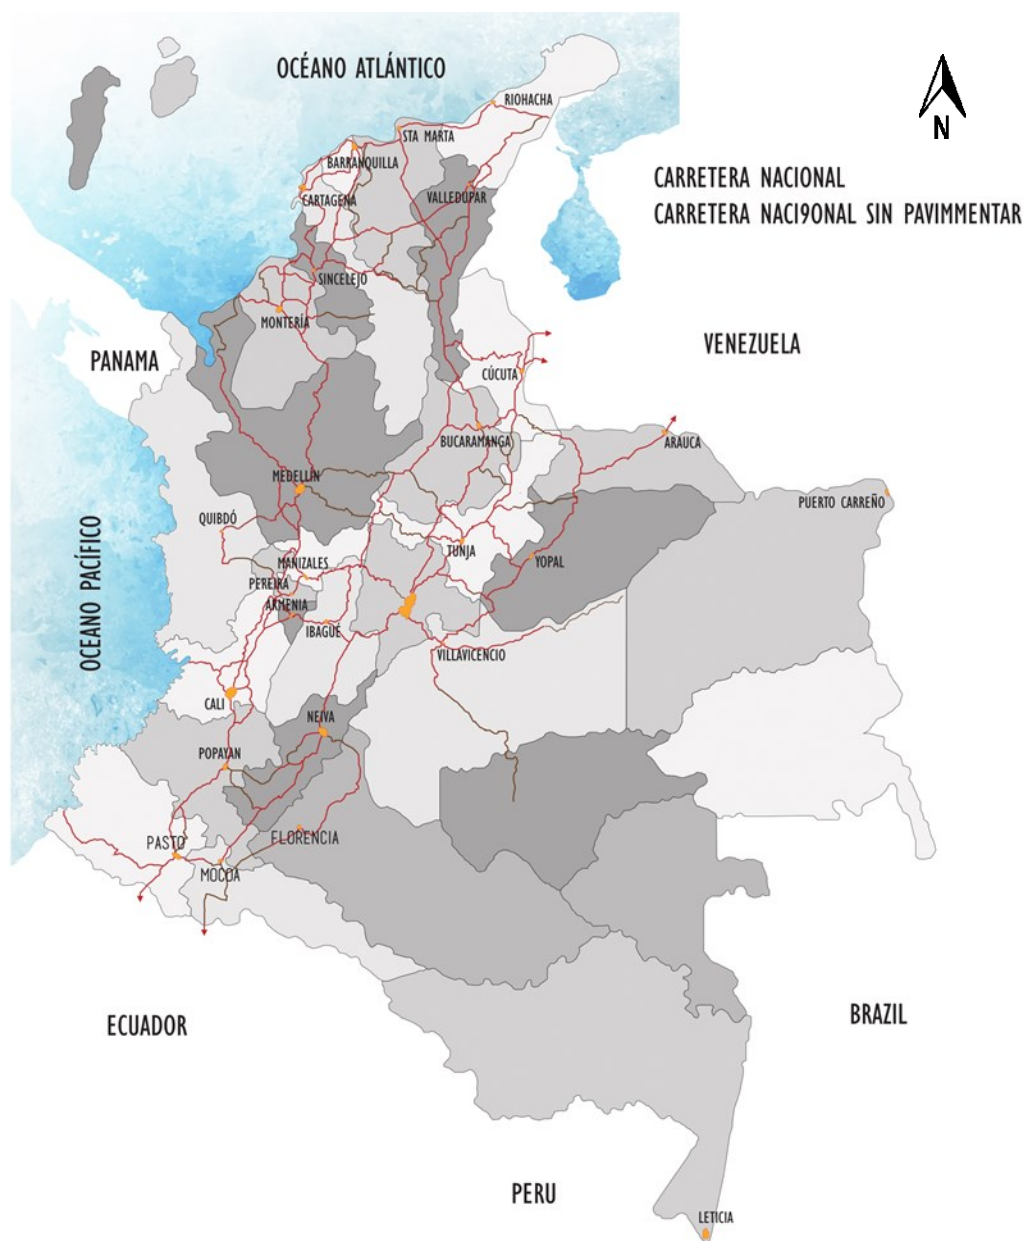 OCÉANO ATLÁNTICO
RIOHACHA
N
STA MARTA
BARRANQUILLA
CARRETERA NACIONAL
CARRETERA NACI9ONAL SIN PAVIMMENTAR
CARTAGENA
VALLEDUPAR
SINCELEJO
MONTERÍA
VENEZUELA
PANAMA
CÚCUTA
BUCARAMANGA
ARAUCA
MEDELLÍN
PUERTO CARREÑO
QUIBDÓ
OCEANO PACÍFICO
TUNJA
YOPAL
MANIZALES
PEREIRA
ARMENIA
IBAGUÉ
VILLAVICENCIO
CALI
NEIVA
POPAYAN
PASTO
FLORENCIA
MOCOA
ECUADOR
BRAZIL
PERU
LETICIA